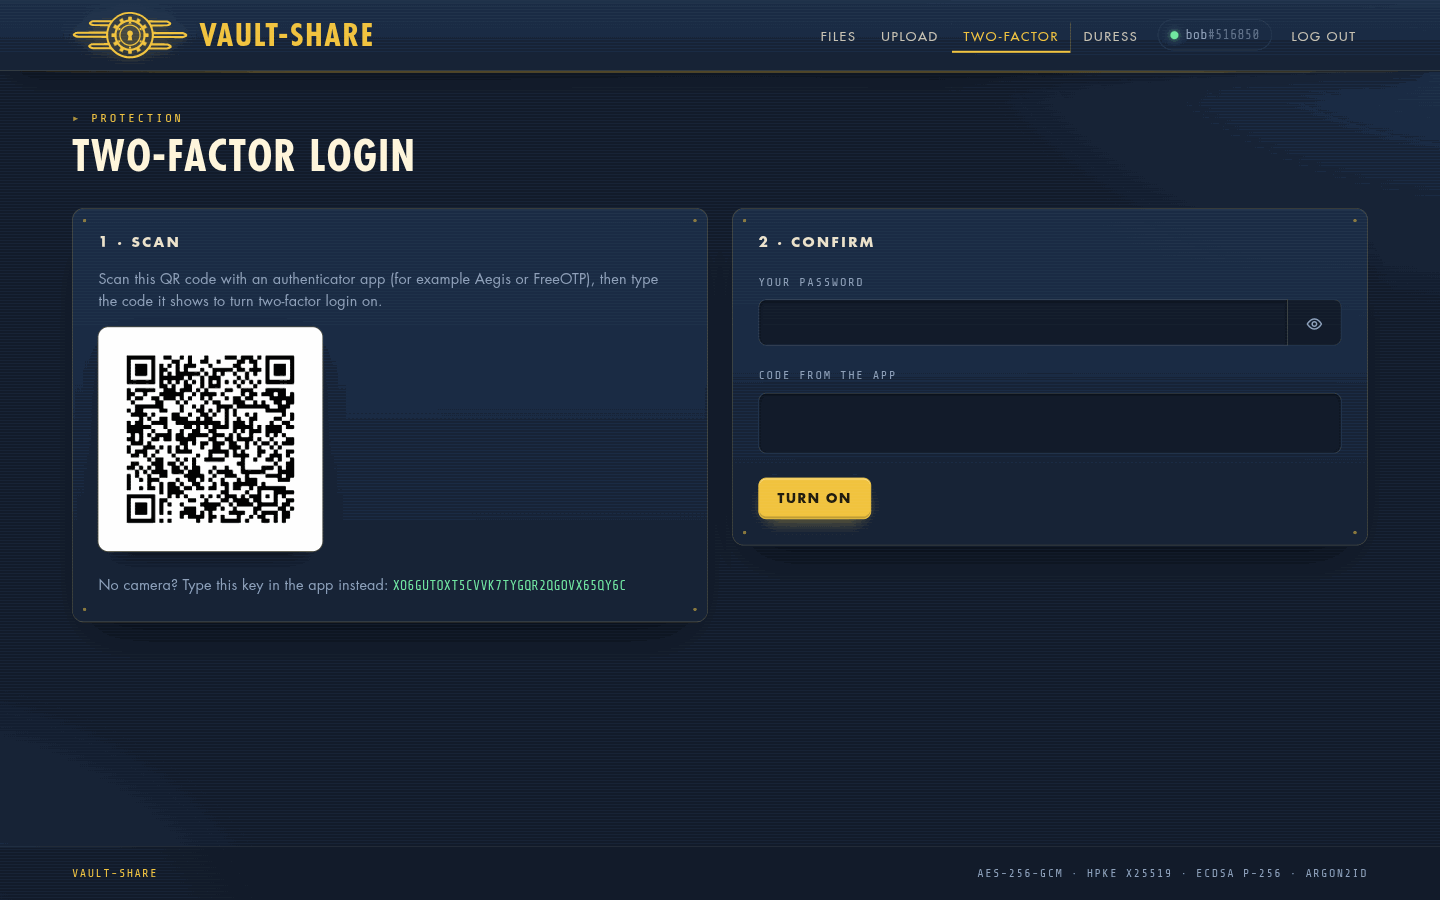 VAULT-SHARE
FILES
UPLOAD
TWO-FACTOR
DURESS
bob#516850
LOG OUT
▸ PROTECTION
TWO-FACTOR LOGIN
1 · SCAN
Scan this QR code with an authenticator app (for example Aegis or FreeOTP), then type
the code it shows to turn two-factor login on.
No camera? Type this key in the app instead: XO6GUTOXT5CVVK7TYGQR2QGOVX65QY6C
2 · CONFIRM
YOUR PASSWORD
CODE FROM THE APP
TURN ON
VAULT-SHARE
AES-256-GCM · HPKE X25519 · ECDSA P-256 · ARGON2ID